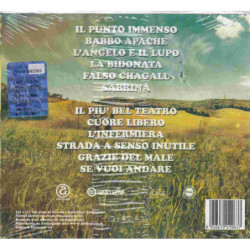 IL PUNTO IMMENSO
BABBO APACHE
L'ANGELO E IL LUPO
LA BIDONATA
FALSO CHAGALL
SABRINA
IL PIU' BEL TEATRO
CUORE LIBERO
L'INFERMIERA
STRADA A SENSO INUTILE
GRAZIE DEL MALE
SE VUOI ANDARE